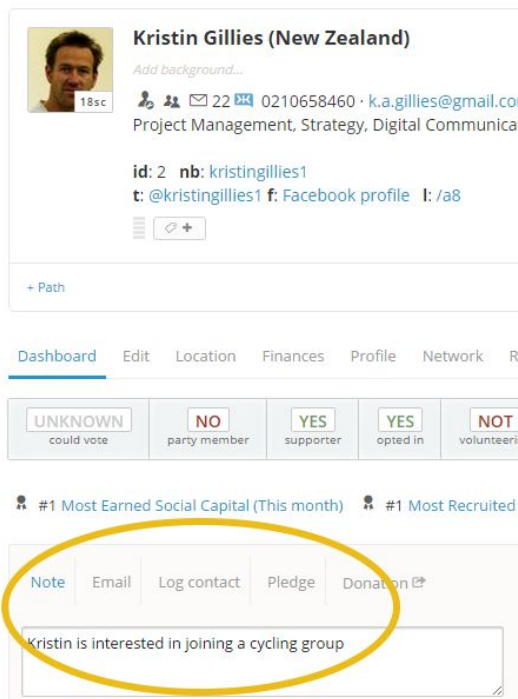 Kristin Gillies (New Zealand)
Add background...
18sc
22 0210658460 · k.a.gillies@gmail.co
Project Management, Strategy, Digital Communica
id: 2 nb: kristingillies1
t: @kristingillies1 f: Facebook profile l: /a8
+
+ Path
Dashboard Edit Location Finances Profile Network R
UNKNOWN NO YES YES NOT
could vote party member supporter opted in volunteeri
#1 Most Earned Social Capital (This month) #1 Most Recruited
Note Email Log contact Pledge Donation
Kristin is interested in joining a cycling group